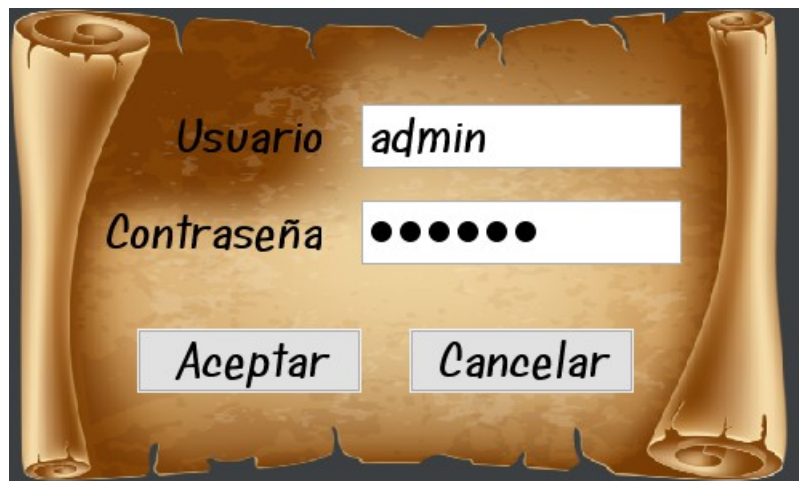 Usuario admin
Contraseña ●●●●●●
Aceptar Cancelar